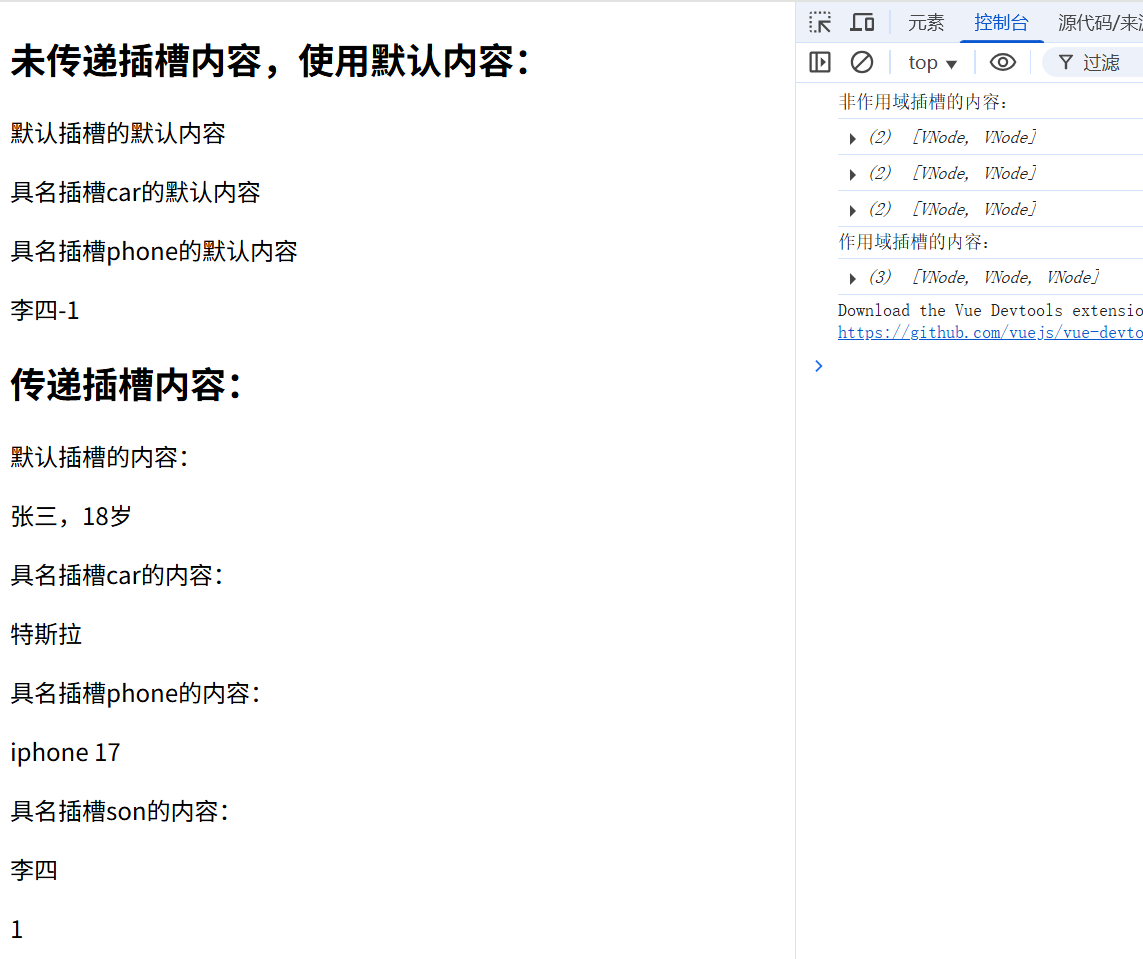 未传递插槽内容，使用默认内容：
默认插槽的默认内容
具名插槽car的默认内容
具名插槽phone的默认内容
李四-1
传递插槽内容：
默认插槽的内容：
张三，18岁
具名插槽car的内容：
特斯拉
具名插槽phone的内容：
iphone 17
具名插槽son的内容：
李四
1
元素 控制台 源代码/来
top ▼ 过滤
非作用域插槽的内容：
▶ (2) [VNode, VNode]
▶ (2) [VNode, VNode]
▶ (2) [VNode, VNode]
作用域插槽的内容：
▶ (3) [VNode, VNode, VNode]
Download the Vue Devtools extensio
https://github.com/vuejs/vue-devto